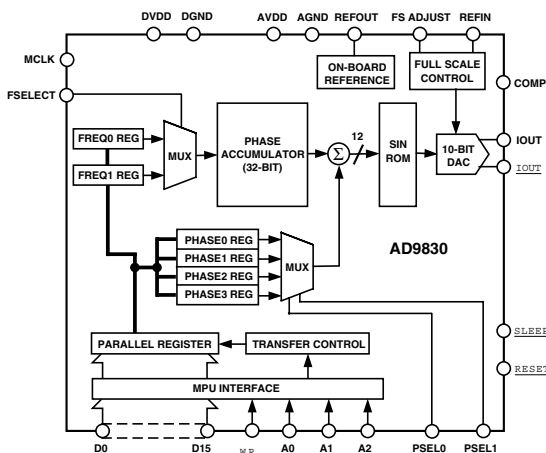 DVDD DGND AVDD AGND REFOUT FS ADJUST REFIN
MCLK
ON-BOARD
REFERENCE
FULL SCALE
CONTROL
COMP
FSELECT
12
FREQ0 REG
FREQ1 REG
MUX
PHASE
ACCUMULATOR
(32-BIT)
Σ
SIN
ROM
10-BIT
DAC
IOUT
IOUT
PHASE0 REG
PHASE1 REG
PHASE2 REG
PHASE3 REG
MUX
AD9830
SLEEP
PARALLEL REGISTER
TRANSFER CONTROL
RESET
MPU INTERFACE
D0 D15 WR A0 A1 A2 PSEL0 PSEL1